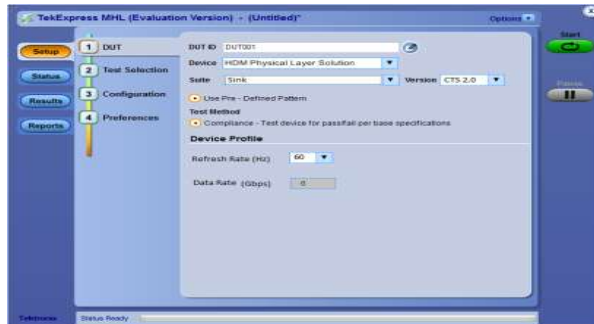 TekExpress MHL (Evaluation Version) - (Untitled)*
Options
Start
Setup
1 DUT
DUT ID DUT001
Device HDM Physical Layer Solution
2 Test Selection
Status
Suite Sink Version CTS 2.0
Pause
3 Configuration
Results
Use Pre - Defined Pattern
Test Method
4 Preferences
Reports
Compliance - Test device for pass/fail per base specifications
Device Profile
Refresh Rate (Hz) 60
Data Rate (Gbps) 6
Tektronix
Status Ready